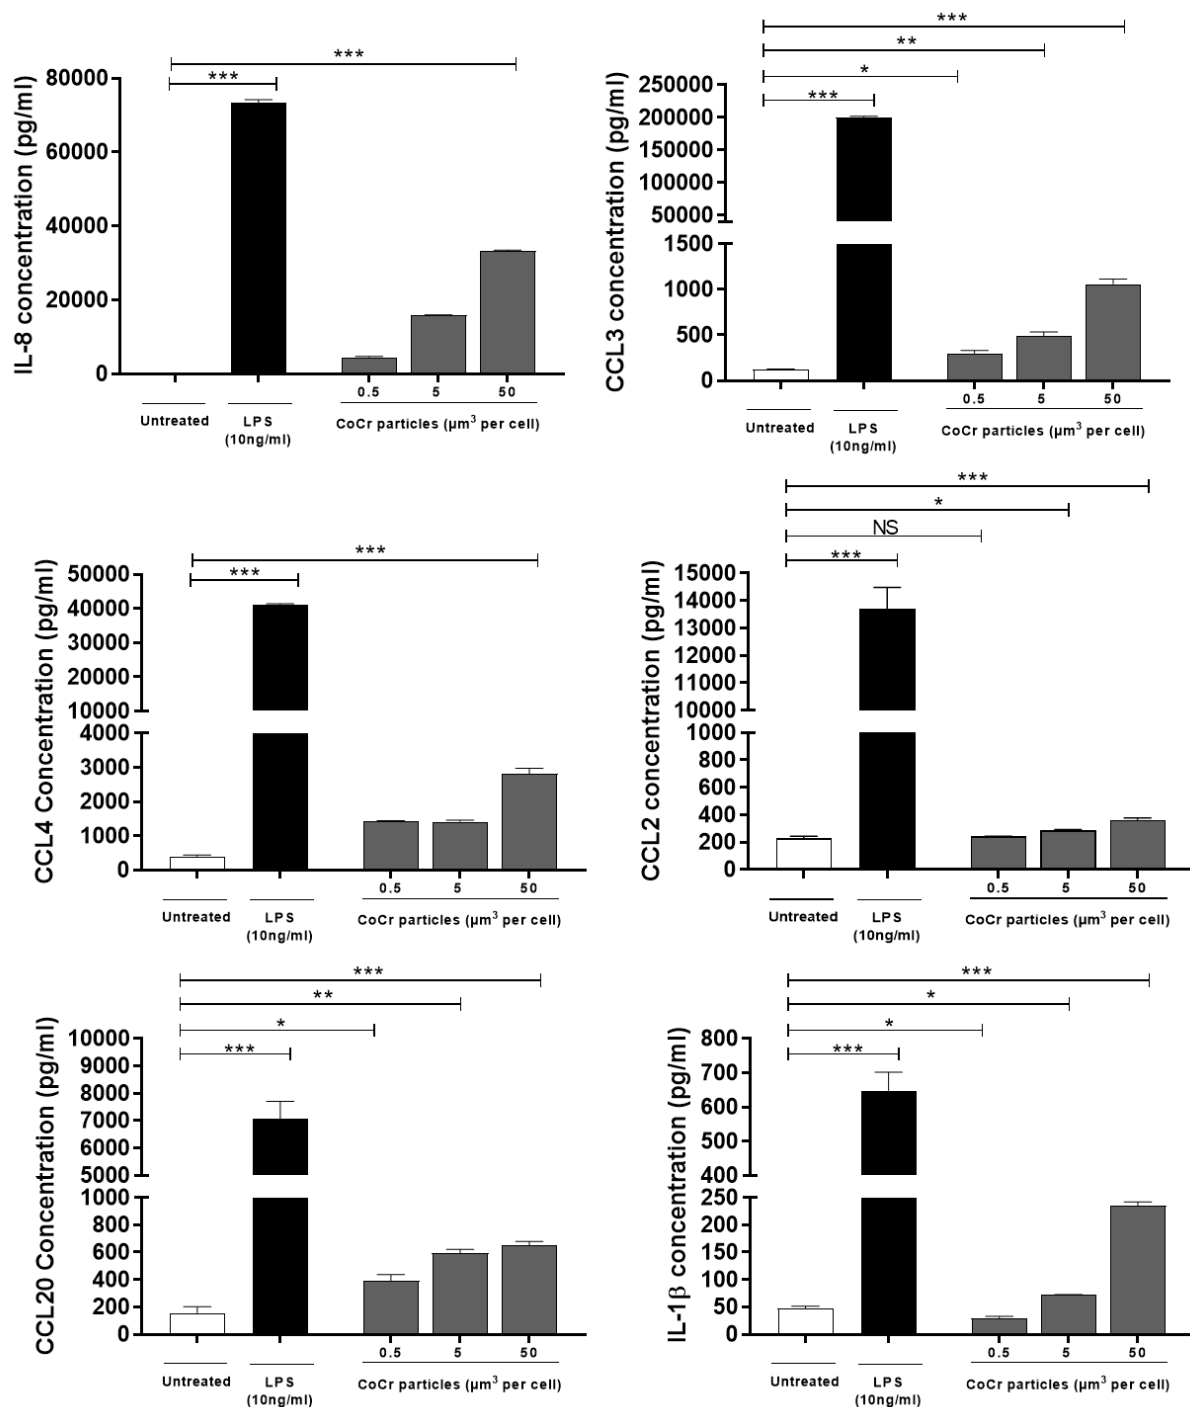 ***
***
IL-8 concentration (pg/ml)
80000
60000
40000
20000
0
0.5 5 50
Untreated
LPS
(10ng/ml)
CoCr particles (µm³ per cell)
***
**
*
***
CCL3 concentration (pg/ml)
250000
200000
150000
100000
50000
1500
1000
500
0
0.5 5 50
Untreated
LPS
(10ng/ml)
CoCr particles (µm³ per cell)
***
***
CCL4 Concentration (pg/ml)
50000
40000
30000
20000
10000
4000
3000
2000
1000
0
0.5 5 50
Untreated
LPS
(10ng/ml)
CoCr particles (µm³ per cell)
***
*
NS
***
CCL2 concentration (pg/ml)
15000
14000
13000
12000
11000
10000
1000
800
600
400
200
0
0.5 5 50
Untreated
LPS
(10ng/ml)
CoCr particles (µm³ per cell)
***
**
*
***
CCL20 Concentration (pg/ml)
10000
9000
8000
7000
6000
5000
1000
800
600
400
200
0
0.5 5 50
Untreated
LPS
(10ng/ml)
CoCr particles (µm³ per cell)
***
*
*
***
IL-1β concentration (pg/ml)
800
700
600
500
400
250
200
150
100
50
0
0.5 5 50
Untreated
LPS
(10ng/ml)
CoCr particles (µm³ per cell)